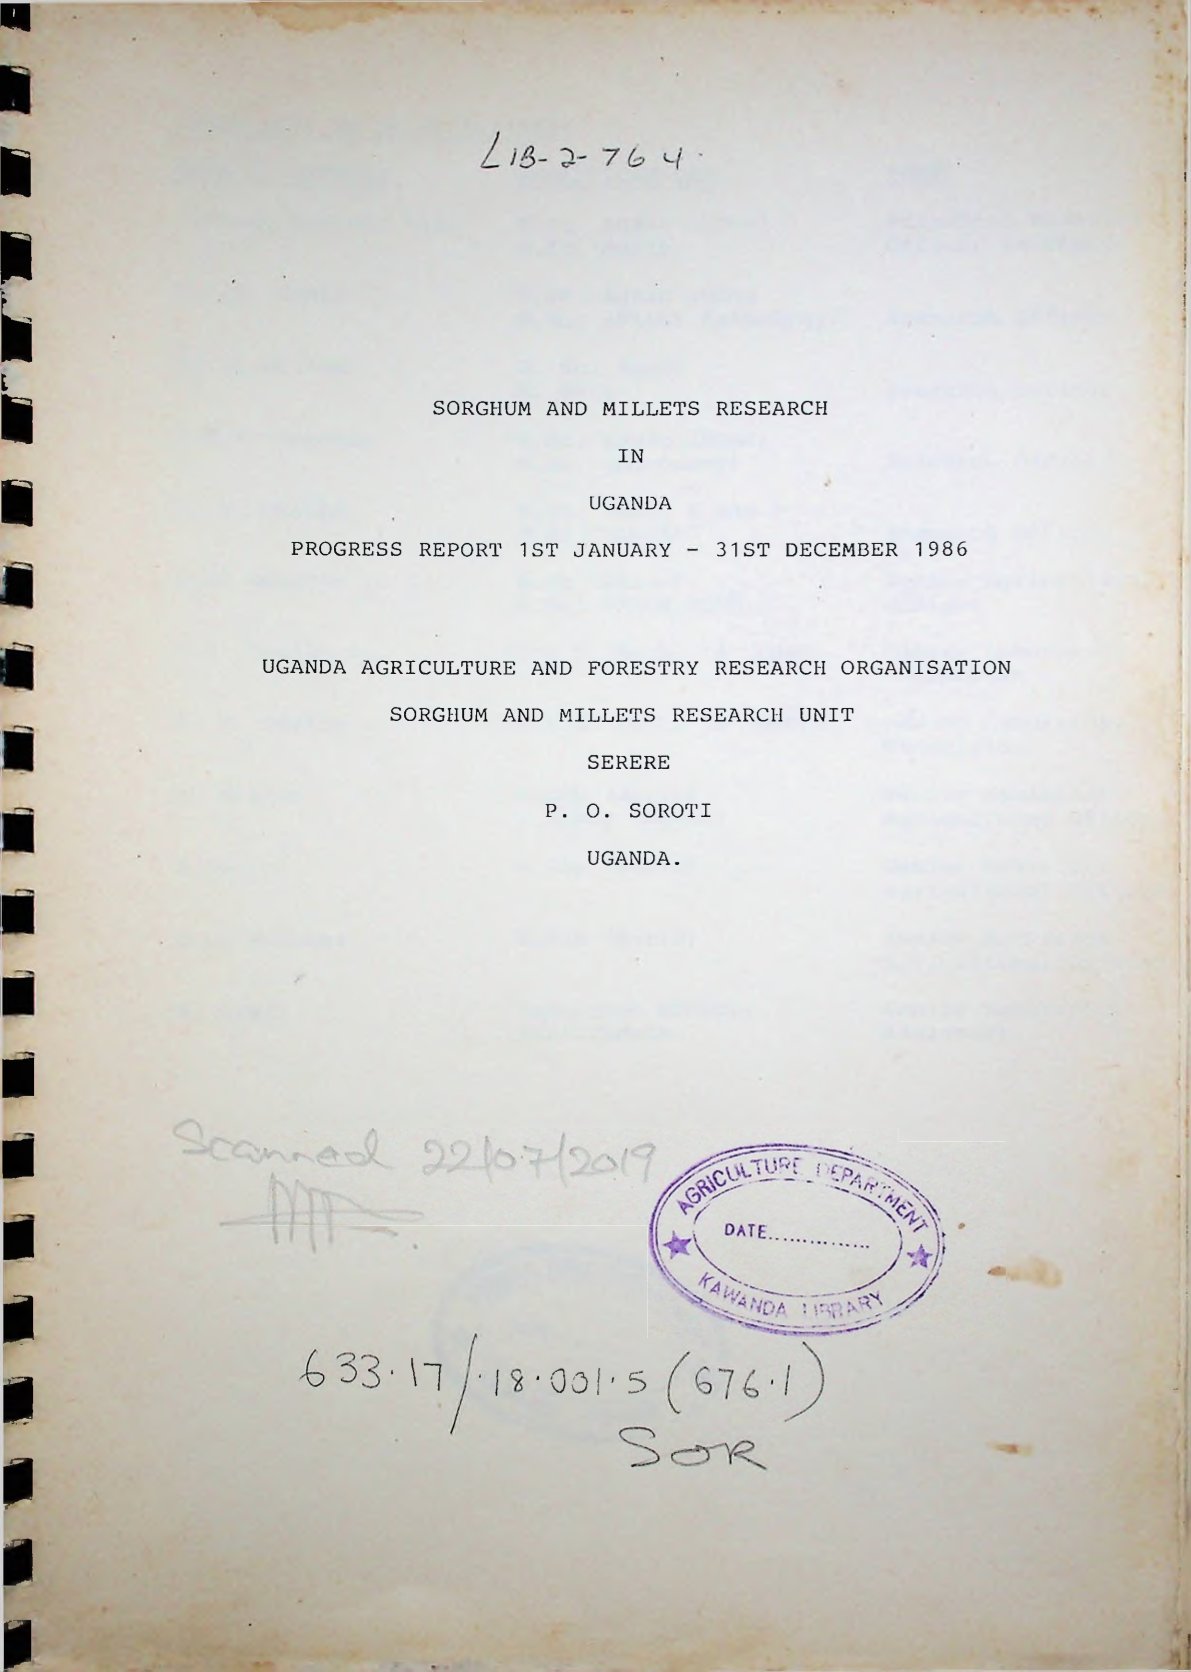 LIB-2-764.
SORGHUM AND MILLETS RESEARCH
IN
UGANDA
PROGRESS REPORT 1ST JANUARY - 31ST DECEMBER 1986
UGANDA AGRICULTURE AND FORESTRY RESEARCH ORGANISATION
SORGHUM AND MILLETS RESEARCH UNIT
SERERE
P. O. SOROTI
UGANDA.
Scanned 22/07/2019
AGRICULTURE DEPARTMENT
DATE...............
KAWANDA LIBRARY
633.17/.18.001.5(676.1)
SOR